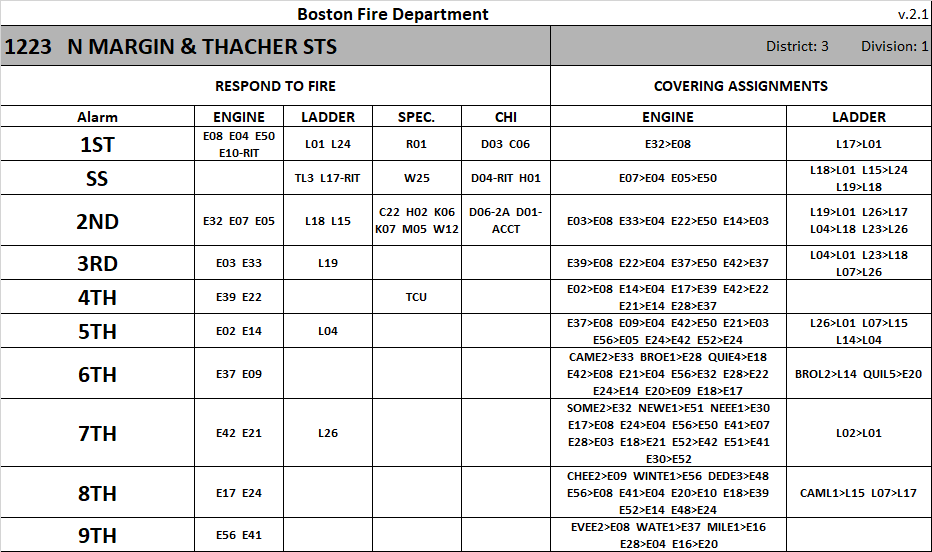 Boston Fire Department v.2.1
1223 N MARGIN & THACHER STS District: 3 Division: 1
RESPOND TO FIRE COVERING ASSIGNMENTS
Alarm ENGINE LADDER SPEC. CHI ENGINE LADDER
1ST
E08 E04 E50
E10-RIT
L01 L24
R01
D03 C06
E32>E08
L17>L01
SS
TL3 L17-RIT
W25
D04-RIT H01
E07>E04 E05>E50
L18>L01 L15>L24
L19>L18
2ND
E32 E07 E05
L18 L15
C22 H02 K06
K07 M05 W12
D06-2A D01-
ACCT
E03>E08 E33>E04 E22>E50 E14>E03
L19>L01 L26>L17
L04>L18 L23>L26
3RD
E03 E33
L19
E39>E08 E22>E04 E37>E50 E42>E37
L04>L01 L23>L18
L07>L26
4TH
E39 E22
TCU
E02>E08 E14>E04 E17>E39 E42>E22
E21>E14 E28>E37
5TH
E02 E14
L04
E37>E08 E09>E04 E42>E50 E21>E03
E56>E05 E24>E42 E52>E24
L26>L01 L07>L15
L14>L04
6TH
E37 E09
CAME2>E33 BROE1>E28 QUIE4>E18
E42>E08 E21>E04 E56>E32 E28>E22
E24>E14 E20>E09 E18>E17
BROL2>L14 QUIL5>E20
7TH
E42 E21
L26
SOME2>E32 NEWE1>E51 NEEE1>E30
E17>E08 E24>E04 E56>E50 E41>E07
E28>E03 E18>E21 E52>E42 E51>E41
E30>E52
L02>L01
8TH
E17 E24
CHEE2>E09 WINTE1>E56 DEDE3>E48
E56>E08 E41>E04 E20>E10 E18>E39
E52>E14 E48>E24
CAML1>L15 L07>L17
9TH
E56 E41
EVEE2>E08 WATE1>E37 MILE1>E16
E28>E04 E16>E20